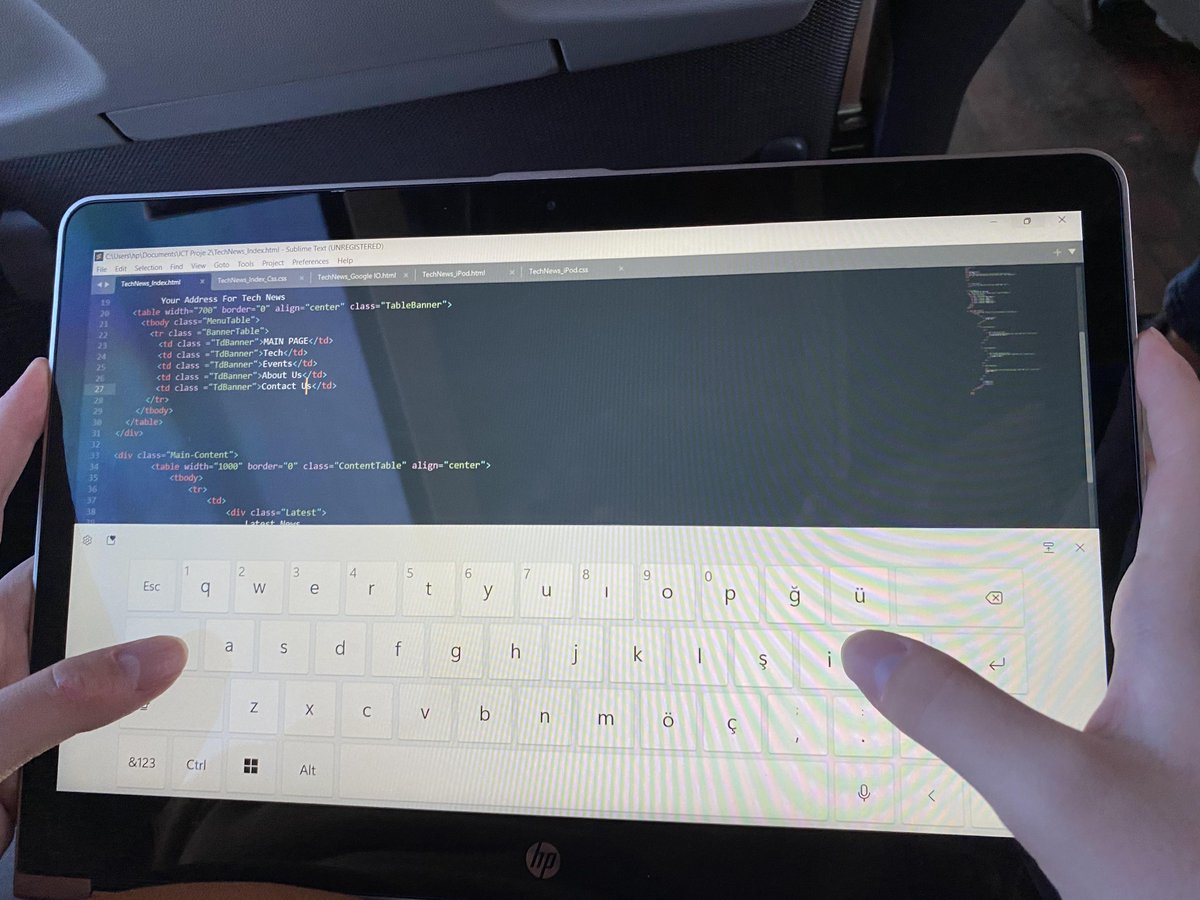 C:\Users\hp\Documents\JCT Proje 2\TechNews_Index.html - Sublime Text (UNREGISTERED)
File Edit Selection Find View Goto Tools Project Preferences Help
TechNews_Index.html × TechNews_Index_Css.css × TechNews_Google IO.html × TechNews_iPod.html × TechNews_iPod.css ×
19 Your Address For Tech News
20 <table width="700" border="0" align="center" class="TableBanner">
21 <tbody class="MenuTable">
22 <tr class ="BannerTable">
23 <td class ="TdBanner">MAIN PAGE</td>
24 <td class ="TdBanner">Tech</td>
25 <td class ="TdBanner">Events</td>
26 <td class ="TdBanner">About Us</td>
27 <td class ="TdBanner">Contact Us</td>
28 </tr>
29 </tbody>
30 </table>
31 </div>
32
33 <div class="Main-Content">
34 <table width="1000" border="0" class="ContentTable" align="center">
35 <tbody>
36 <tr>
37 <td>
38 <div class="Latest">
39 Latest News
Esc 1 q 2 w 3 e 4 r 5 t 6 y 7 u 8 ı 9 o 0 p ğ ü
a s d f g h j k l ş i
z x c v b n m ö ç ; , : .
&123 Ctrl Alt <
hp